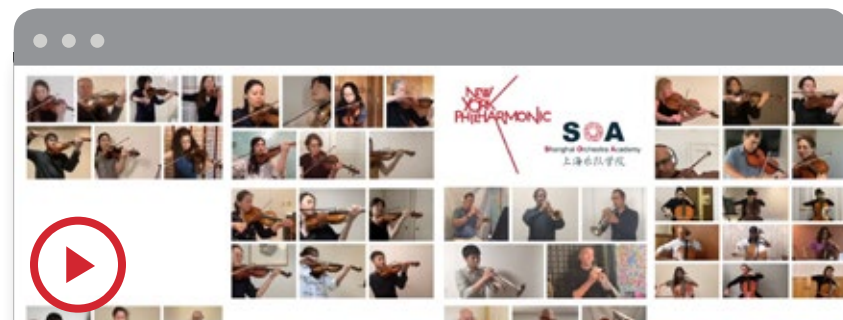 NEW
YORK
PHILHARMONIC
SOA
Shanghai Orchestra Academy
上海乐队学院